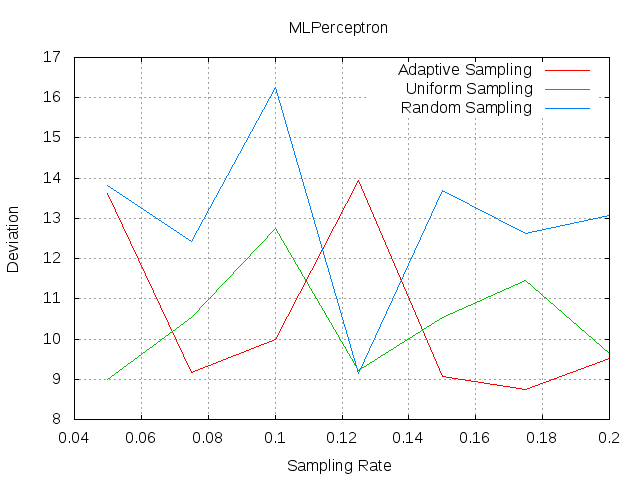 MLPerceptron
17
16
15
14
13
12
11
10
9
8
Deviation
Adaptive Sampling
Uniform Sampling
Random Sampling
0.04 0.06 0.08 0.1 0.12 0.14 0.16 0.18 0.2
Sampling Rate